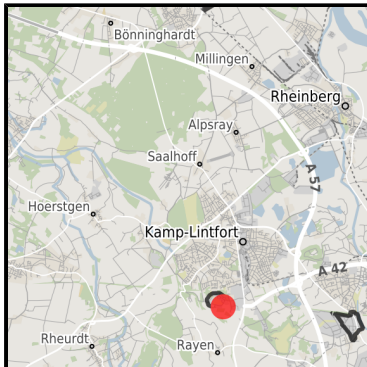 Bönninghardt
Millingen
Rheinberg
Alpsray
Saalhoff
A 57
Hoerstgen
Kamp-Lintfort
A 42
Rheurdt
Rayen